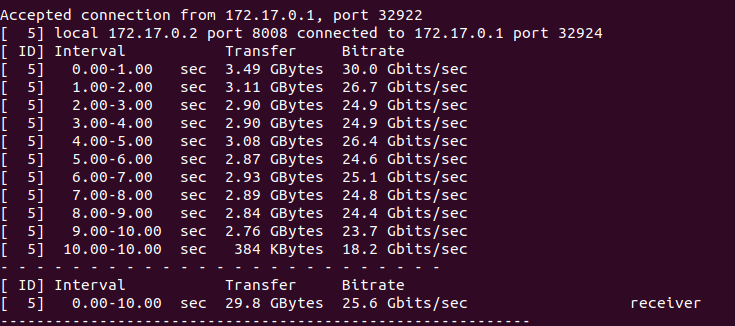 Accepted connection from 172.17.0.1, port 32922
[  5] local 172.17.0.2 port 8008 connected to 172.17.0.1 port 32924
[ ID] Interval           Transfer     Bitrate
[  5]   0.00-1.00   sec  3.49 GBytes  30.0 Gbits/sec
[  5]   1.00-2.00   sec  3.11 GBytes  26.7 Gbits/sec
[  5]   2.00-3.00   sec  2.90 GBytes  24.9 Gbits/sec
[  5]   3.00-4.00   sec  2.90 GBytes  24.9 Gbits/sec
[  5]   4.00-5.00   sec  3.08 GBytes  26.4 Gbits/sec
[  5]   5.00-6.00   sec  2.87 GBytes  24.6 Gbits/sec
[  5]   6.00-7.00   sec  2.93 GBytes  25.1 Gbits/sec
[  5]   7.00-8.00   sec  2.89 GBytes  24.8 Gbits/sec
[  5]   8.00-9.00   sec  2.84 GBytes  24.4 Gbits/sec
[  5]   9.00-10.00  sec  2.76 GBytes  23.7 Gbits/sec
[  5]  10.00-10.00  sec   384 KBytes  18.2 Gbits/sec
- - - - - - - - - - - - - - - - - - - - - - - - -
[ ID] Interval           Transfer     Bitrate
[  5]   0.00-10.00  sec  29.8 GBytes  25.6 Gbits/sec                  receiver
-----------------------------------------------------------